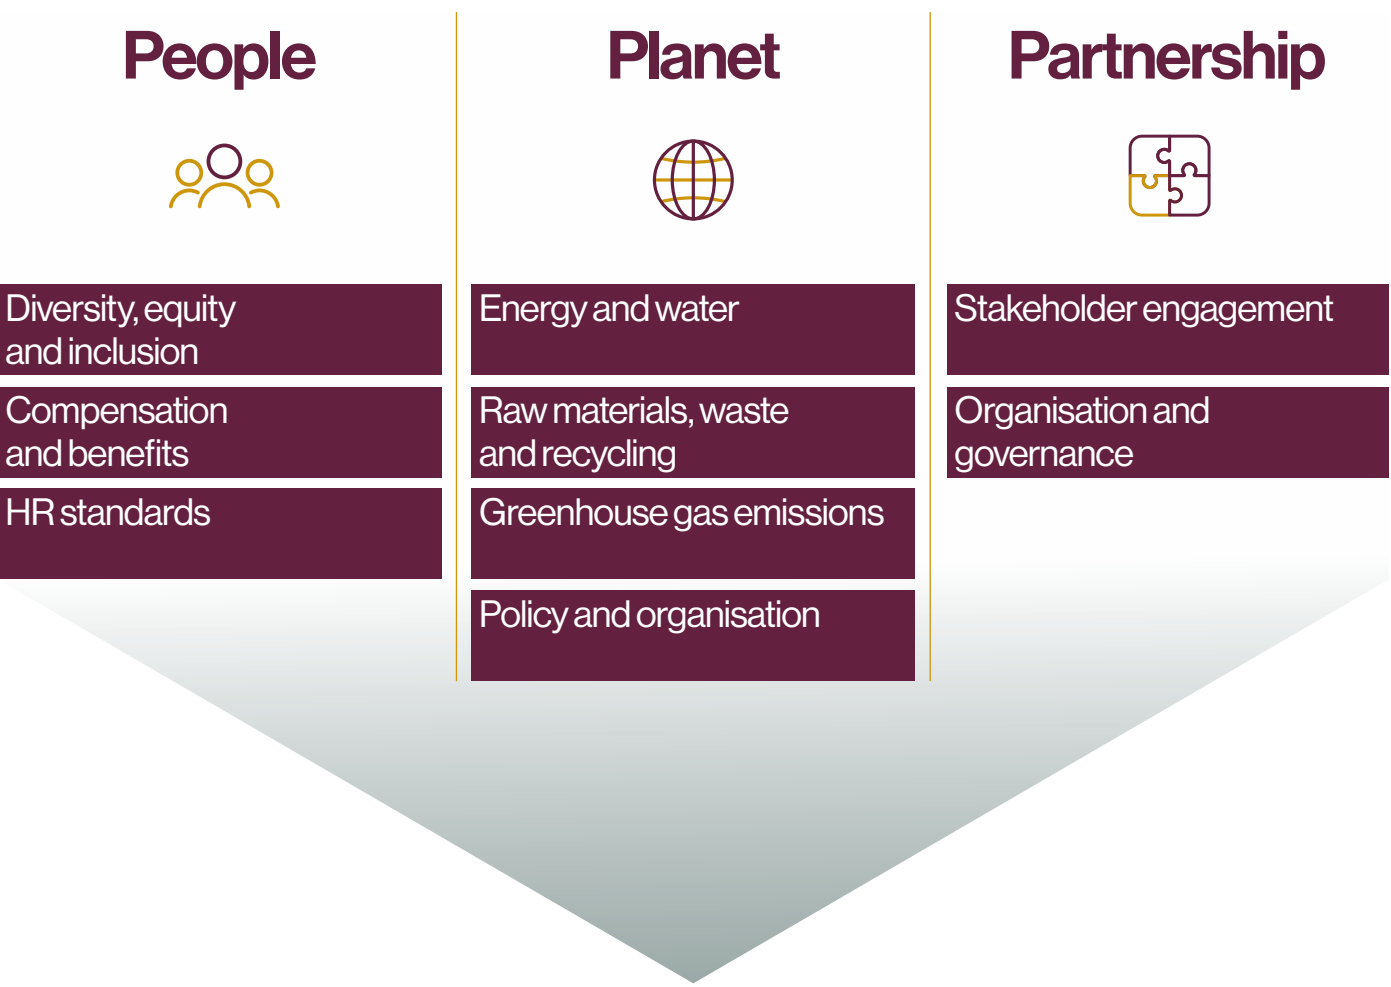 People
Diversity, equity
and inclusion
Compensation
and benefits
HR standards
Planet
Energy and water
Raw materials, waste
and recycling
Greenhouse gas emissions
Policy and organisation
Partnership
Stakeholder engagement
Organisation and
governance